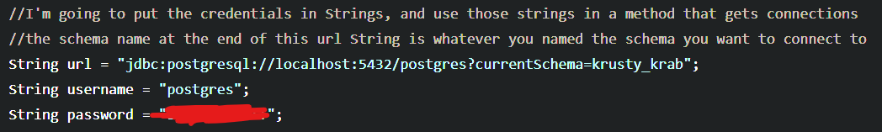 //I'm going to put the credentials in Strings, and use those strings in a method that gets connections
//the schema name at the end of this url String is whatever you named the schema you want to connect to
String url = "jdbc:postgresql://localhost:5432/postgres?currentSchema=krusty_krab";
String username = "postgres";
String password = "";